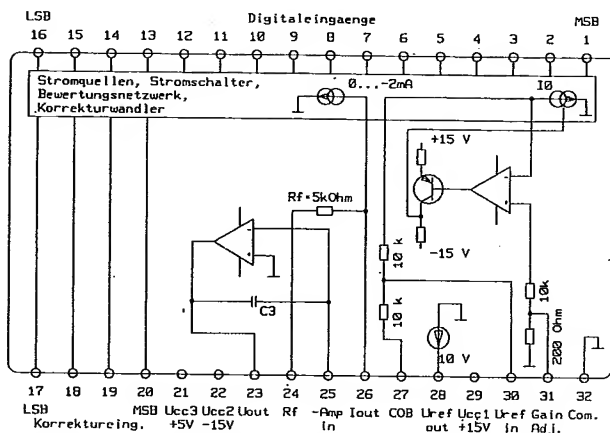 LSB Digitaleingaenge MSB
16 15 14 13 12 11 10 9 8 7 6 5 4 3 2 1
Stromquellen, Stromschalter,
Bewertungsnetzwerk,
Korrekturwandler
0...-2mA
I0
+15 V
Rf=5kOhm
-15 V
10 k
10k
C3
10 k
10 V
200 Ohm
17 18 19 20 21 22 23 24 25 26 27 28 29 30 31 32
LSB MSB Ucc3 Ucc2 Uout Rf -Amp Iout COB Uref Ucc1 Uref Gain Com.
Korrektureing. +5V -15V in out +15V in Adj.